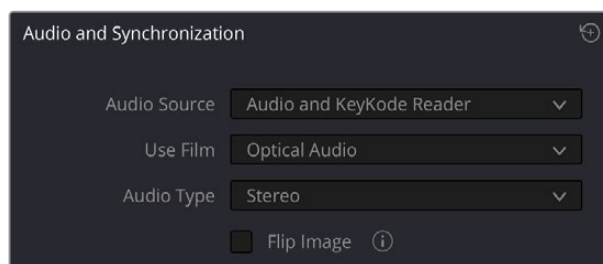 Audio and Synchronization
Audio Source Audio and KeyKode Reader
Use Film Optical Audio
Audio Type Stereo
Flip Image